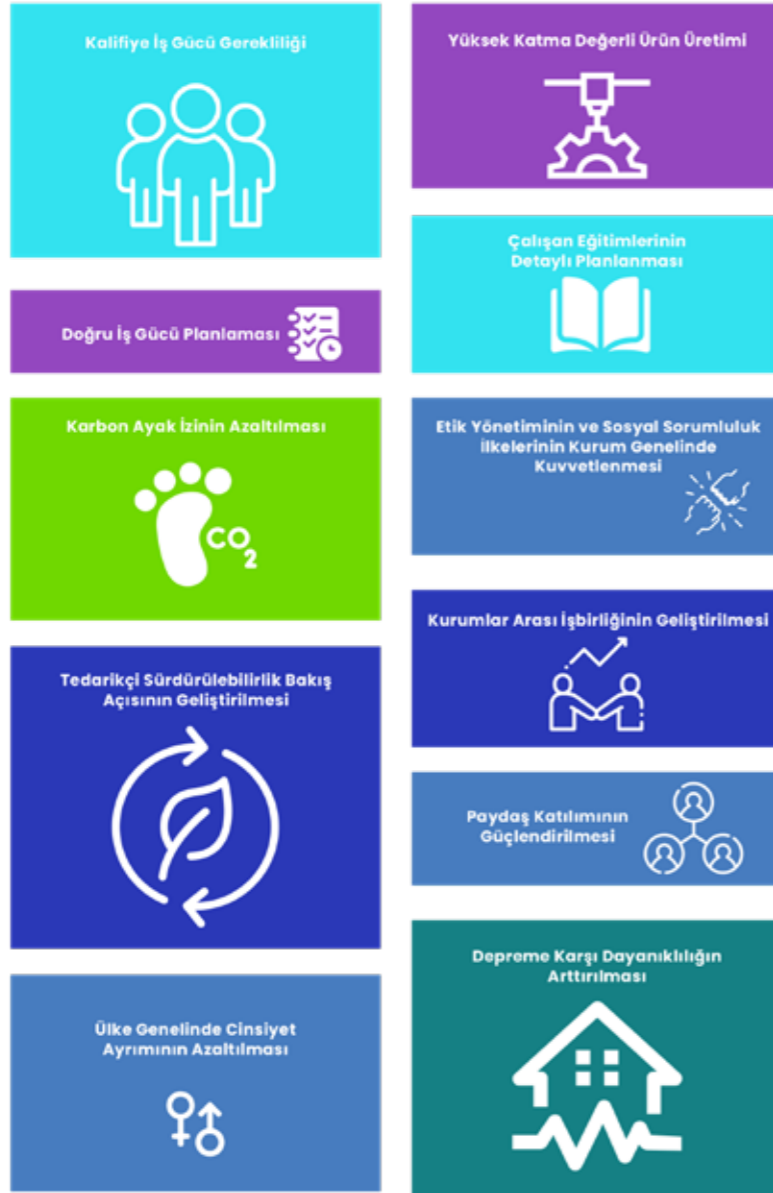 Kalifiye İş Gücü Gerekliliği
Doğru İş Gücü Planlaması
Karbon Ayak İzinin Azaltılması
CO2
Tedarikçi Sürdürülebilirlik Bakış
Açısının Geliştirilmesi
Ülke Genelinde Cinsiyet
Ayrımının Azaltılması
Yüksek Katma Değerli Ürün Üretimi
Çalışan Eğitimlerinin
Detaylı Planlanması
Etik Yönetiminin ve Sosyal Sorumluluk
İlkelerinin Kurum Genelinde
Kuvvetlenmesi
Kurumlar Arası İşbirliğinin Geliştirilmesi
Paydaş Katılımının
Güçlendirilmesi
Depreme Karşı Dayanıklılığın
Arttırılması